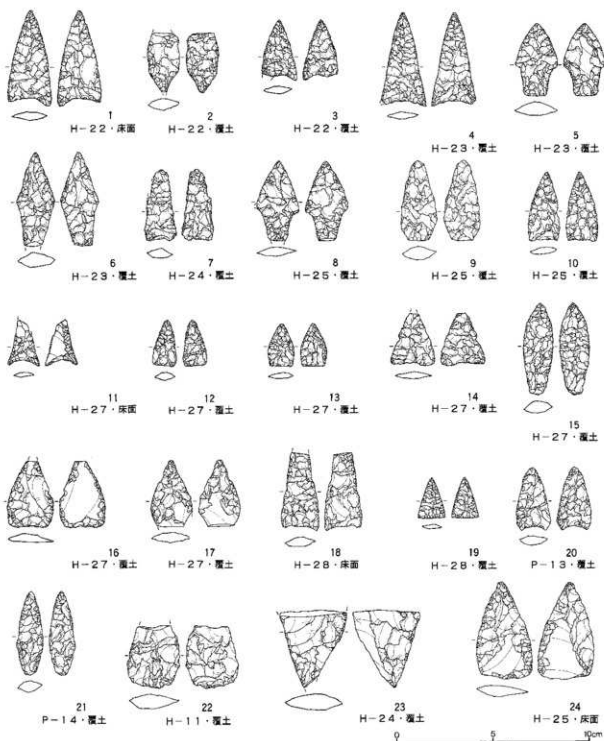 1
H-22・床面
2
H-22・覆土
3
H-22・覆土
4
H-23・覆土
5
H-23・覆土
6
H-23・覆土
7
H-24・覆土
8
H-25・覆土
9
H-25・覆土
10
H-25・覆土
11
H-27・床面
12
H-27・覆土
13
H-27・覆土
14
H-27・覆土
15
H-27・覆土
16
H-27・覆土
17
H-27・覆土
18
H-28・床面
19
H-28・覆土
20
P-13・覆土
21
P-14・覆土
22
H-11・覆土
23
H-24・覆土
24
H-25・床面
0 5 10cm